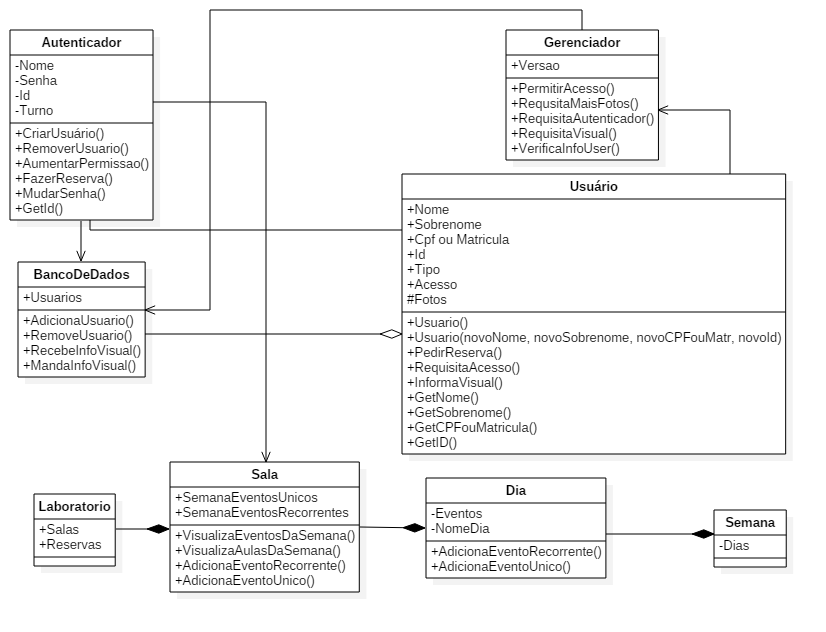 Autenticador
-Nome
-Senha
-Id
-Turno
+CriarUsuário()
+RemoverUsuario()
+AumentarPermissao()
+FazerReserva()
+MudarSenha()
+GetId()
Gerenciador
+Versao
+PermitirAcesso()
+RequsitaMaisFotos()
+RequisitaAutenticador()
+RequisitaVisual()
+VerificaInfoUser()
Usuário
+Nome
+Sobrenome
+Cpf ou Matricula
+Id
+Tipo
+Acesso
#Fotos
+Usuario()
+Usuario(novoNome, novoSobrenome, novoCPFouMatr, novoId)
+PedirReserva()
+RequisitaAcesso()
+InformaVisual()
+GetNome()
+GetSobrenome()
+GetCPFouMatricula()
+GetID()
BancoDeDados
+Usuarios
+AdicionaUsuario()
+RemoveUsuario()
+RecebeInfoVisual()
+MandaInfoVisual()
Laboratorio
+Salas
+Reservas
Sala
+SemanaEventosUnicos
+SemanaEventosRecorrentes
+VisualizaEventosDaSemana()
+VisualizaAulasDaSemana()
+AdicionaEventoRecorrente()
+AdicionaEventoUnico()
Dia
-Eventos
-NomeDia
+AdicionaEventoRecorrente()
+AdicionaEventoUnico()
Semana
-Dias